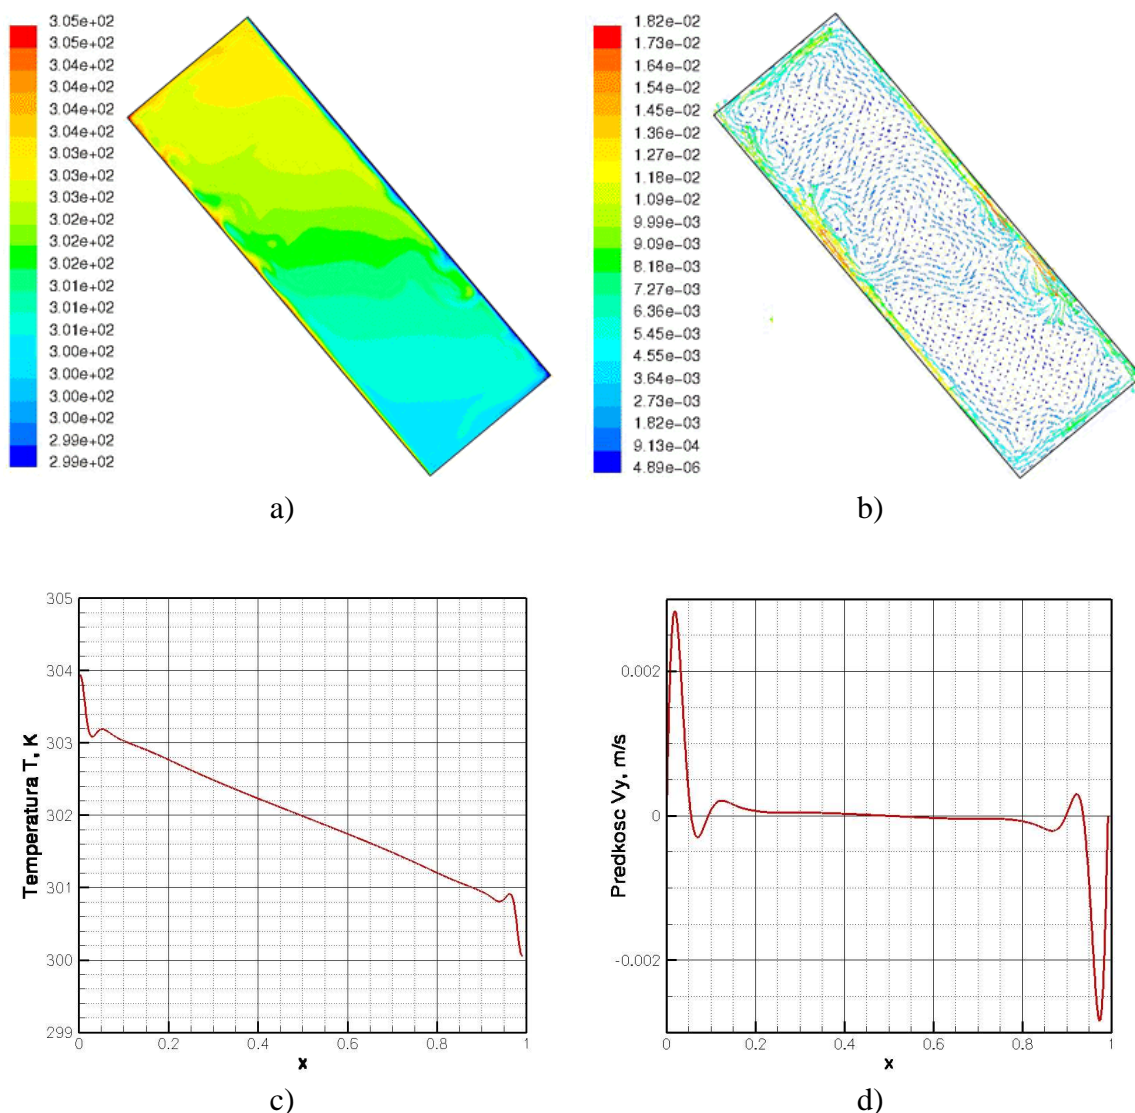 3.05e+02
3.05e+02
3.04e+02
3.04e+02
3.04e+02
3.04e+02
3.03e+02
3.03e+02
3.03e+02
3.02e+02
3.02e+02
3.02e+02
3.01e+02
3.01e+02
3.01e+02
3.00e+02
3.00e+02
3.00e+02
3.00e+02
2.99e+02
2.99e+02
a)
1.82e-02
1.73e-02
1.64e-02
1.54e-02
1.45e-02
1.36e-02
1.27e-02
1.18e-02
1.09e-02
9.99e-03
9.09e-03
8.18e-03
7.27e-03
6.36e-03
5.45e-03
4.55e-03
3.64e-03
2.73e-03
1.82e-03
9.13e-04
4.89e-06
b)
305
304
303
302
301
300
299
Temperatura T, K
0
0.2
0.4
0.6
0.8
1
x
c)
0.002
0
-0.002
Predkosc Vy, m/s
0
0.2
0.4
0.6
0.8
1
x
d)